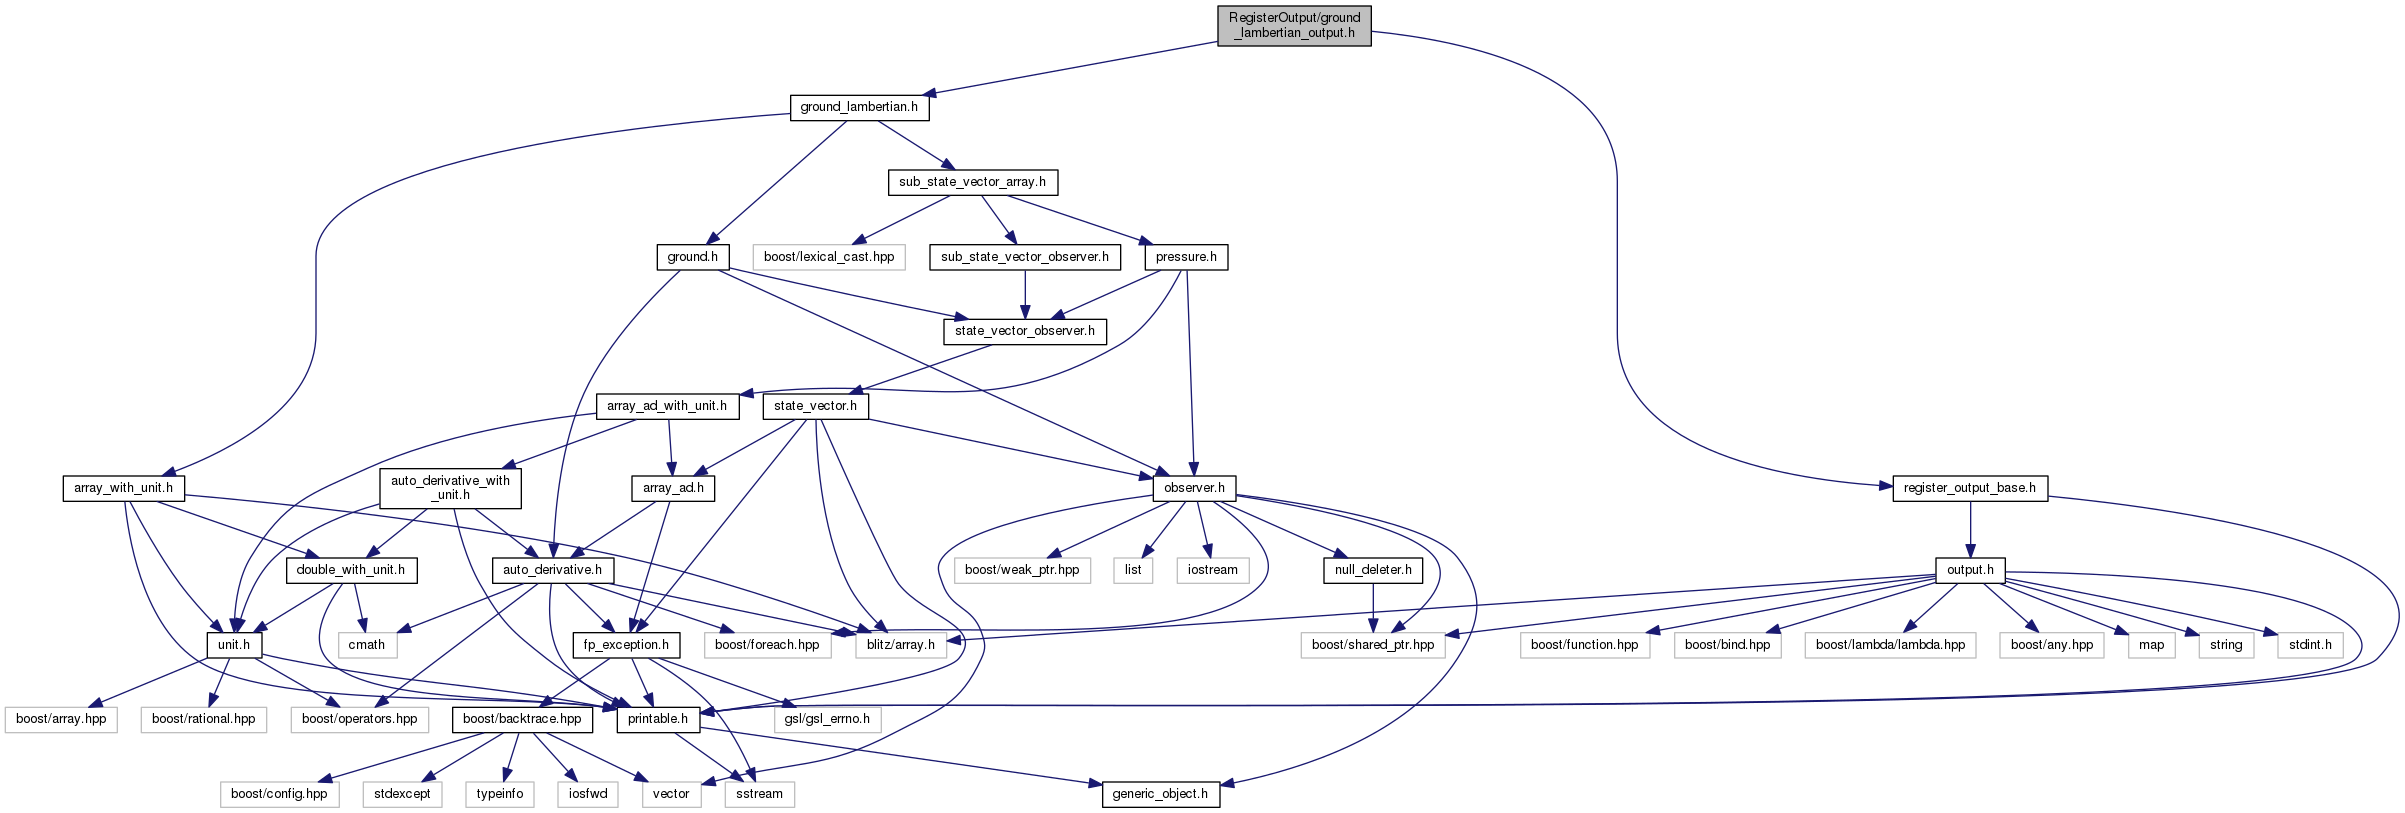 RegisterOutput/ground
_lambertian_output.h
ground_lambertian.h
sub_state_vector_array.h
ground.h
boost/lexical_cast.hpp
sub_state_vector_observer.h
pressure.h
state_vector_observer.h
array_ad_with_unit.h
state_vector.h
array_with_unit.h
auto_derivative_with
_unit.h
array_ad.h
observer.h
register_output_base.h
double_with_unit.h
auto_derivative.h
boost/weak_ptr.hpp
list
iostream
null_deleter.h
output.h
unit.h
cmath
fp_exception.h
boost/foreach.hpp
blitz/array.h
boost/shared_ptr.hpp
boost/function.hpp
boost/bind.hpp
boost/lambda/lambda.hpp
boost/any.hpp
map
string
stdint.h
boost/array.hpp
boost/rational.hpp
boost/operators.hpp
boost/backtrace.hpp
printable.h
gsl/gsl_errno.h
boost/config.hpp
stdexcept
typeinfo
iosfwd
vector
sstream
generic_object.h